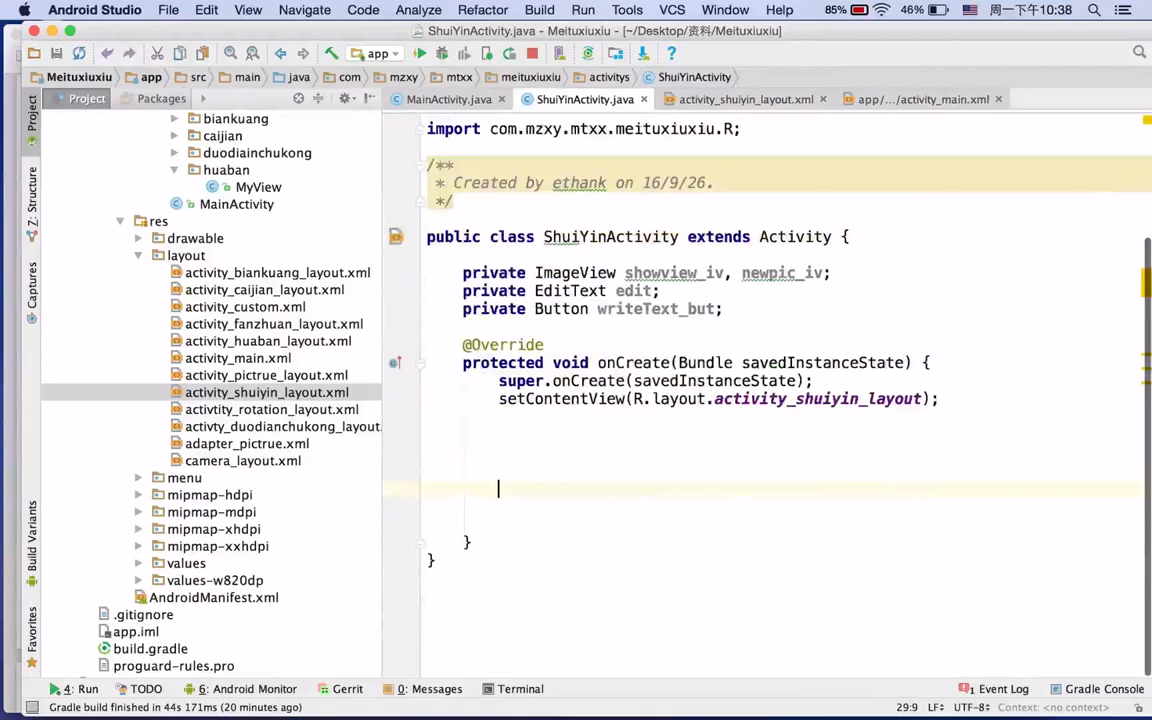 Android Studio File Edit View Navigate Code Analyze Refactor Build Run Tools VCS Window Help 85% 46% 周一下午10:38
ShuiYinActivity.java - Meituxiuxiu - [~/Desktop/资料/Meituxiuxiu]
app
Meituxiuxiu app src main java com mzxy mtxx meituxiuxiu activitys ShuiYinActivity
Project Packages MainActivity.java ShuiYinActivity.java activity_shuiyin_layout.xml app/.../activity_main.xml
Project
Z: Structure
Captures
Build Variants
Favorites
biankuang
caijian
duodianchukong
huaban
MyView
MainActivity
res
drawable
layout
activity_biankuang_layout.xml
activity_caijian_layout.xml
activity_custom.xml
activity_fanzhuan_layout.xml
activity_huaban_layout.xml
activity_main.xml
activity_pictrue_layout.xml
activity_shuiyin_layout.xml
activtity_rotation_layout.xml
activty_duodianchukong_layout.
adapter_pictrue.xml
camera_layout.xml
menu
mipmap-hdpi
mipmap-mdpi
mipmap-xhdpi
mipmap-xxhdpi
values
values-w820dp
AndroidManifest.xml
.gitignore
app.iml
build.gradle
proguard-rules.pro
import com.mzxy.mtxx.meituxiuxiu.R;
/**
* Created by ethank on 16/9/26.
*/
public class ShuiYinActivity extends Activity {
private ImageView showview_iv, newpic_iv;
private EditText edit;
private Button writeText_but;
@Override
protected void onCreate(Bundle savedInstanceState) {
super.onCreate(savedInstanceState);
setContentView(R.layout.activity_shuiyin_layout);
}
}
4: Run TODO 6: Android Monitor Gerrit 0: Messages Terminal 1 Event Log Gradle Console
Gradle build finished in 44s 171ms (20 minutes ago) 29:9 LF UTF-8 Context: <no context>